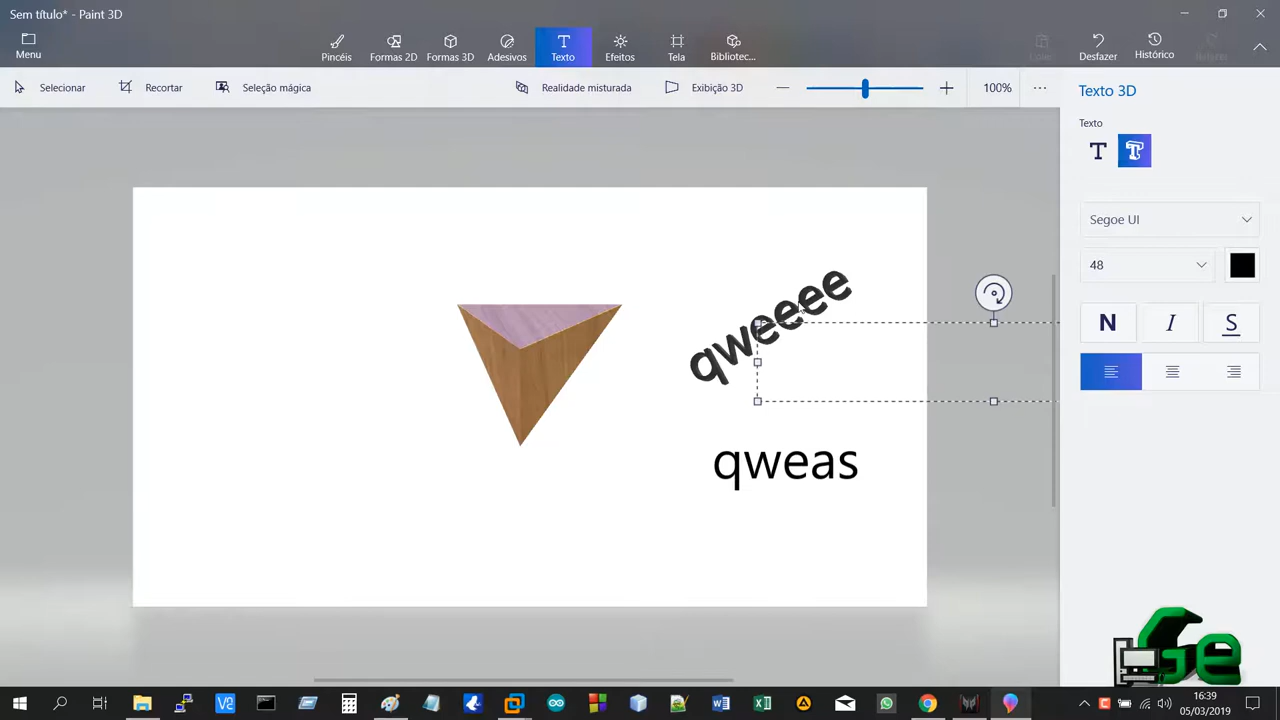 Sem título* - Paint 3D
Menu
Pincéis
Formas 2D
Formas 3D
Adesivos
Texto
Efeitos
Tela
Bibliotec...
Desfazer
Histórico
Selecionar
Recortar
Seleção mágica
Realidade misturada
Exibição 3D
100%
Texto 3D
Texto
Segoe UI
48
N I S
qweeee
qweas
Ge
16:39
05/03/2019